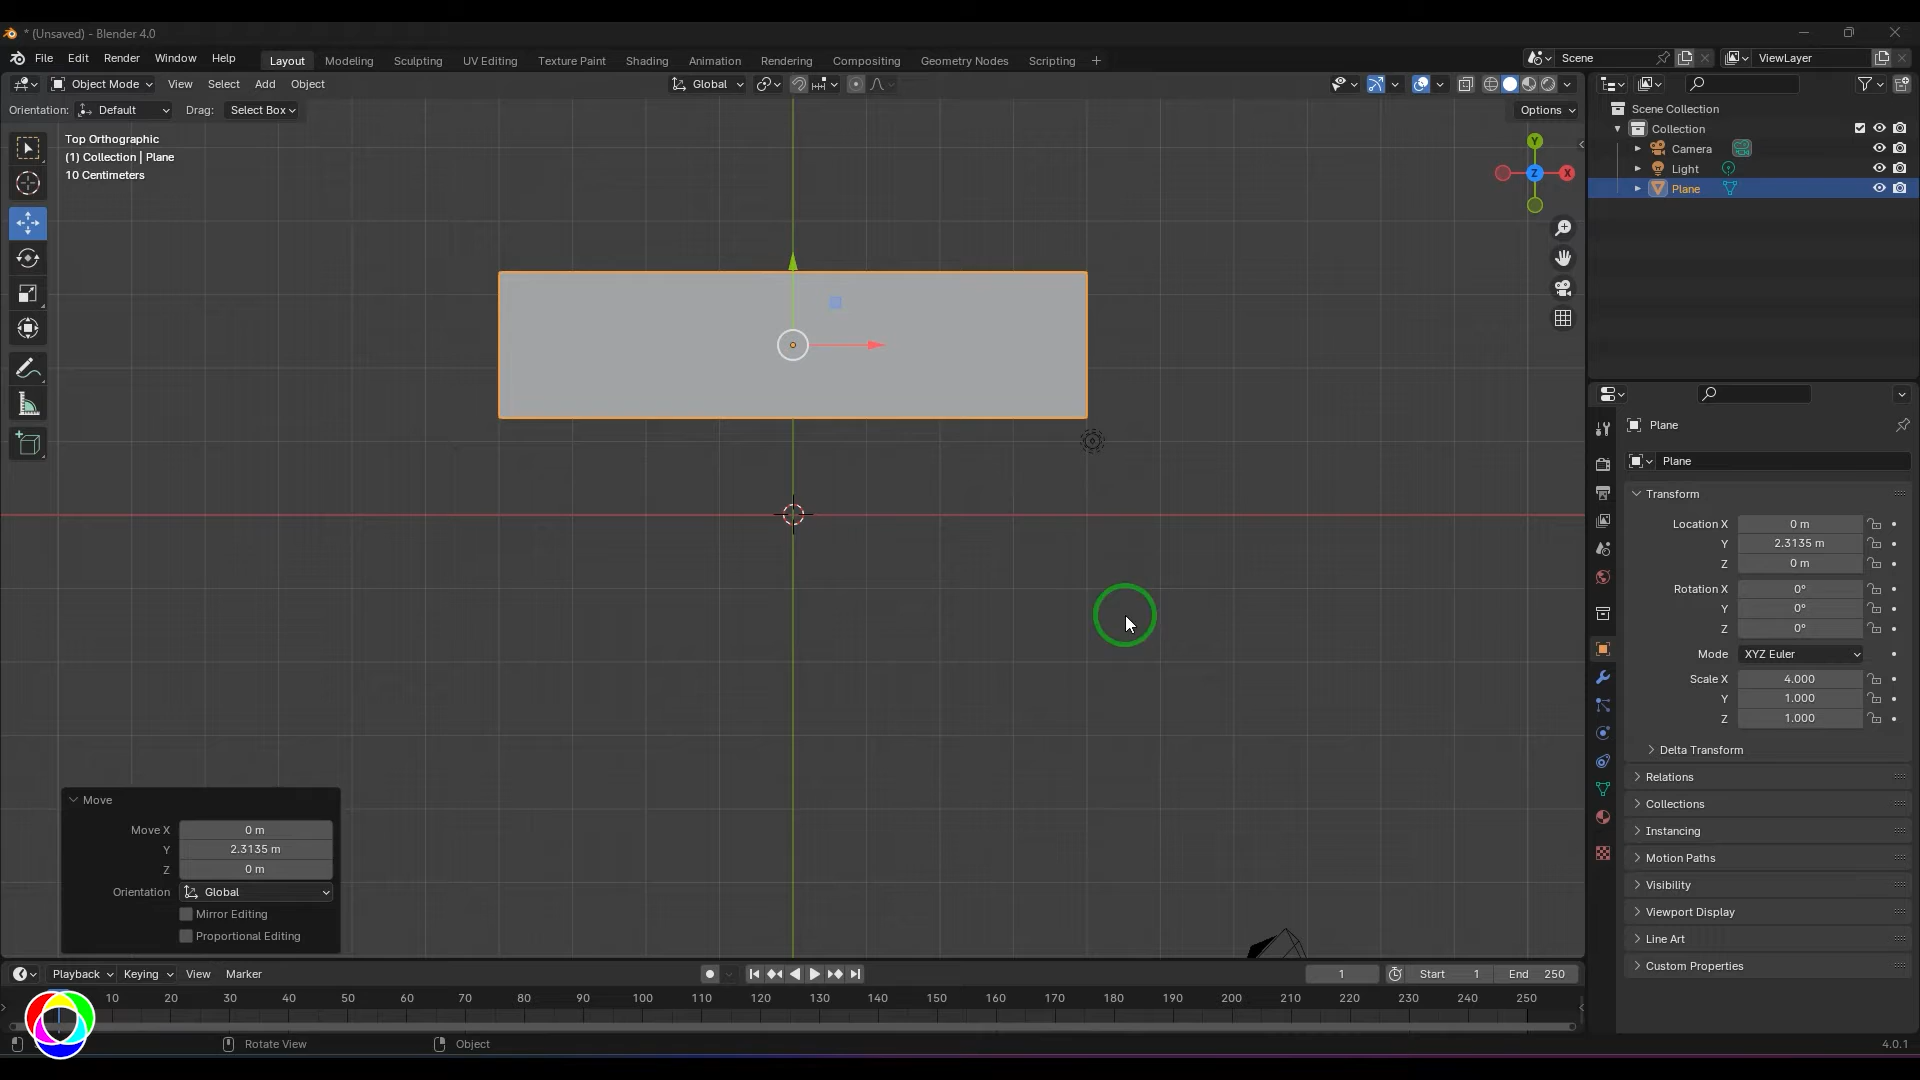 * (Unsaved) - Blender 4.0
File Edit Render Window Help Layout Modeling Sculpting UV Editing Texture Paint Shading Animation Rendering Compositing Geometry Nodes Scripting + Scene ViewLayer
Object Mode View Select Add Object Global
Orientation: Default Drag: Select Box Options
Top Orthographic
(1) Collection | Plane
10 Centimeters
Y
Z
X
Scene Collection
Collection
Camera
Light
Plane
Plane
Plane
Transform
Location X 0 m
Y 2.3135 m
Z 0 m
Rotation X 0°
Y 0°
Z 0°
Mode XYZ Euler
Scale X 4.000
Y 1.000
Z 1.000
Delta Transform
Relations
Collections
Instancing
Motion Paths
Visibility
Viewport Display
Line Art
Custom Properties
Move
Move X 0 m
Y 2.3135 m
Z 0 m
Orientation Global
Mirror Editing
Proportional Editing
Playback Keying View Marker 1 Start 1 End 250
10 20 30 40 50 60 70 80 90 100 110 120 130 140 150 160 170 180 190 200 210 220 230 240 250
Rotate View Object 4.0.1